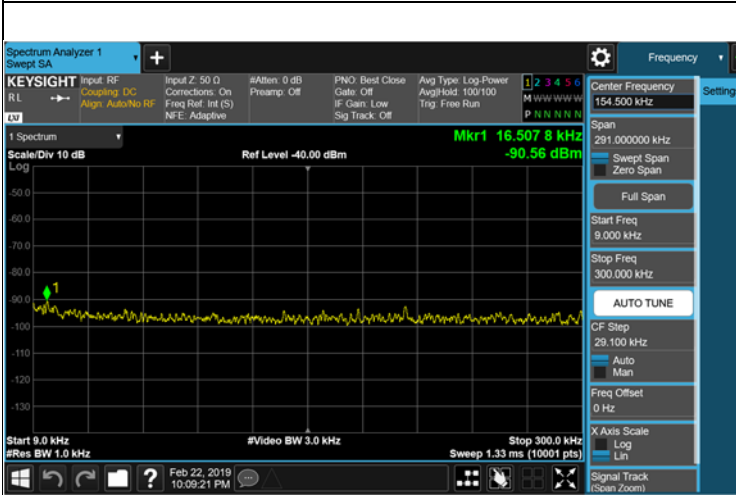 Spectrum Analyzer 1
Swept SA
+
Frequency
KEYSIGHT
RL
LXI
Input: RF
Coupling: DC
Align: Auto/No RF
Input Z: 50 Ω
Corrections: On
Freq Ref: Int (S)
NFE: Adaptive
#Atten: 0 dB
Preamp: Off
PNO: Best Close
Gate: Off
IF Gain: Low
Sig Track: Off
Avg Type: Log-Power
Avg|Hold: 100/100
Trig: Free Run
1 2 3 4 5 6
M W W W W W
P N N N N N
1 Spectrum
Scale/Div 10 dB
Log
Ref Level -40.00 dBm
Mkr1 16.507 8 kHz
-90.56 dBm
-50.0
-60.0
-70.0
-80.0
-90.0
-100
-110
-120
-130
1
Start 9.0 kHz
#Res BW 1.0 kHz
#Video BW 3.0 kHz
Stop 300.0 kHz
Sweep 1.33 ms (10001 pts)
Center Frequency
154.500 kHz
Span
291.000000 kHz
Swept Span
Zero Span
Full Span
Start Freq
9.000 kHz
Stop Freq
300.000 kHz
AUTO TUNE
CF Step
29.100 kHz
Auto
Man
Freq Offset
0 Hz
X Axis Scale
Log
Lin
Signal Track
(Span Zoom)
?
Feb 22, 2019
10:09:21 PM